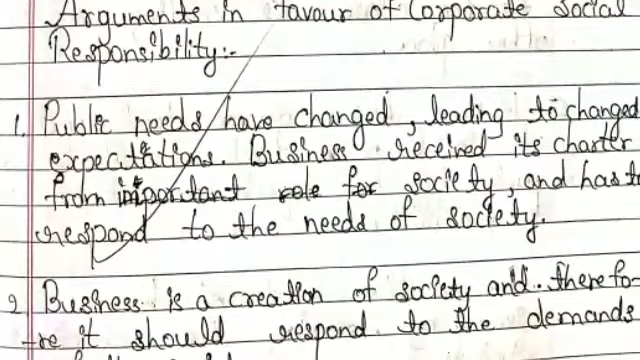 Arguments in favour of Corporate Social
Responsibility:-
1. Public needs have changed, leading to changed
expectations. Business received its charter
from important role for society, and has to
respond to the needs of society.
2. Business is a creation of society and therefo-
re it should respond to the demands